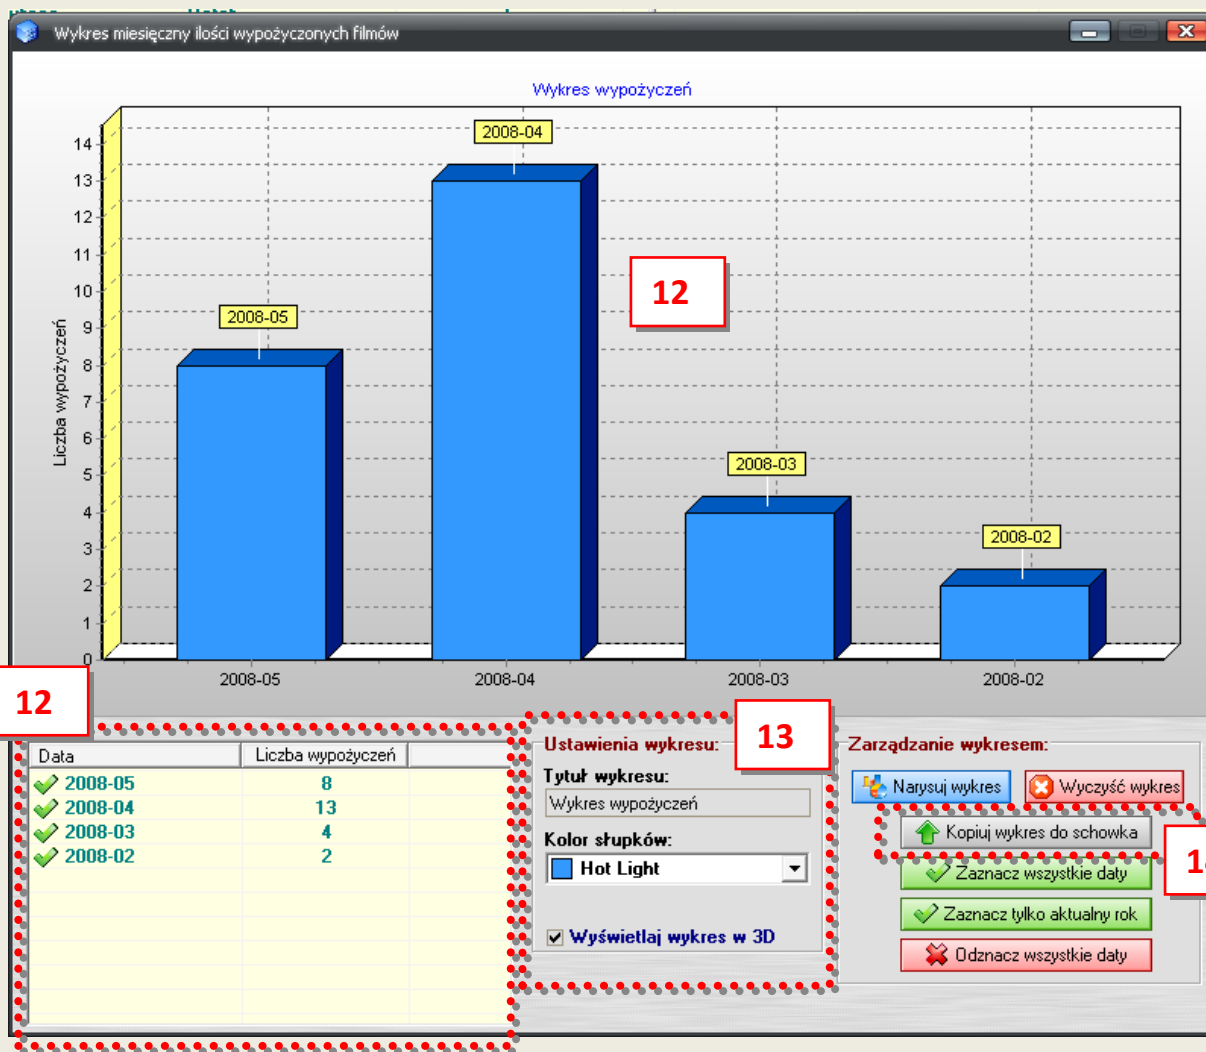 Wykres miesięczny ilości wypożyczonych filmów
Wykres wypożyczeń
14
13
12
11
10
9
8
7
6
5
4
3
2
1
0
Liczba wypożyczeń
2008-05
2008-04
2008-03
2008-02
12
2008-05
2008-04
2008-03
2008-02
12
13
Data Liczba wypożyczeń
2008-05 8
2008-04 13
2008-03 4
2008-02 2
Ustawienia wykresu:
Tytuł wykresu:
Wykres wypożyczeń
Kolor słupków:
Hot Light
Wyświetlaj wykres w 3D
Zarządzanie wykresem:
Narysuj wykres Wyczyść wykres
Kopiuj wykres do schowka
Zaznacz wszystkie daty
Zaznacz tylko aktualny rok
Odznacz wszystkie daty